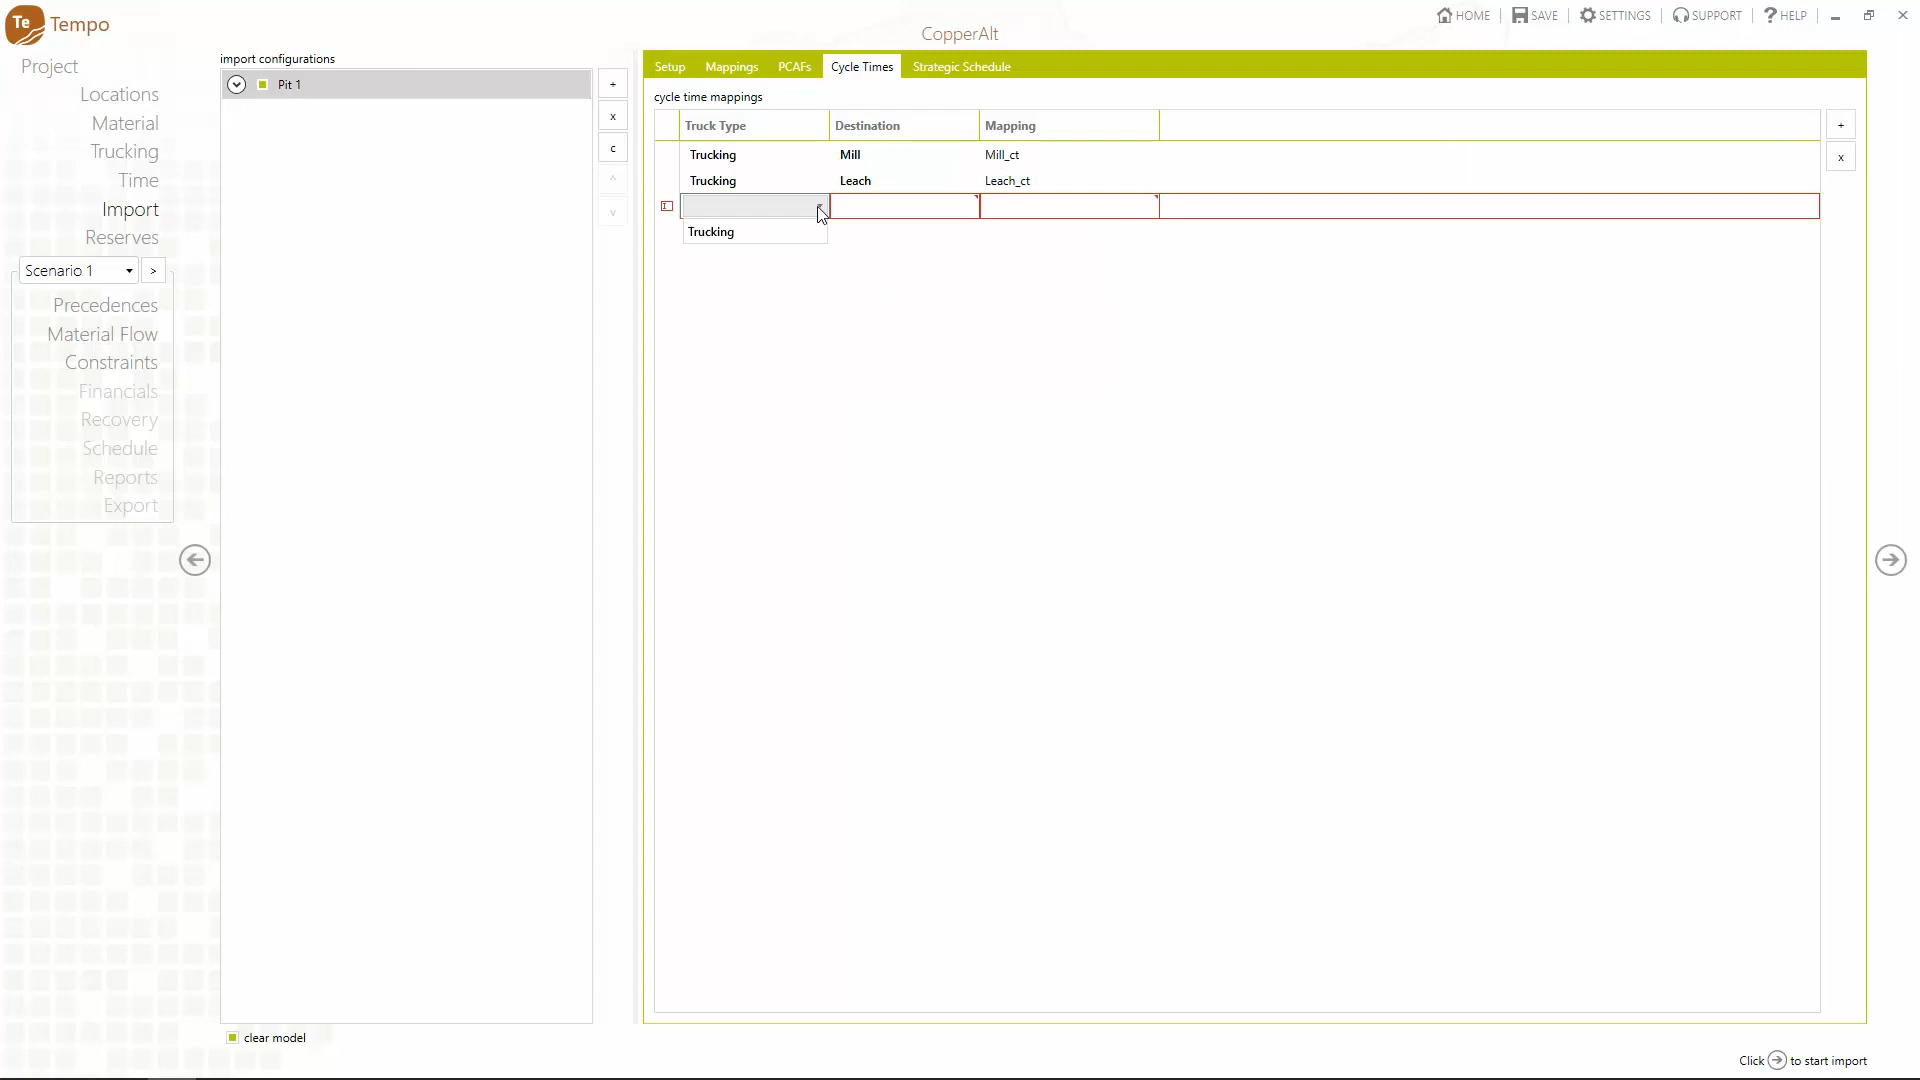 Te Tempo
HOME SAVE SETTINGS SUPPORT ? HELP
CopperAlt
Project
Locations
Material
Trucking
Time
Import
Reserves
Scenario 1 >
Precedences
Material Flow
Constraints
Financials
Recovery
Schedule
Reports
Export
import configurations
Pit 1
+
x
c
^
v
clear model
Setup Mappings PCAFs Cycle Times Strategic Schedule
cycle time mappings
Truck Type Destination Mapping
Trucking Mill Mill_ct
Trucking Leach Leach_ct
Trucking
+
x
Click to start import